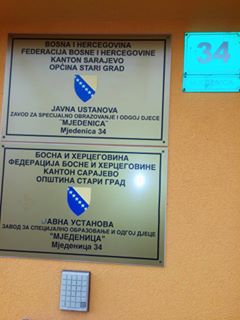 BOSNA I HERCEGOVINA
FEDERACIJA BOSNE I HERCEGOVINE
KANTON SARAJEVO
OPĆINA STARI GRAD
JAVNA USTANOVA
ZAVOD ZA SPECIJALNO OBRAZOVANJE I ODGOJ DJECE
"MJEDENICA"
Mjedenica 34
34
БОСНА И ХЕРЦЕГОВИНА
ФЕДЕРАЦИЈА БОСНЕ И ХЕРЦЕГОВИНЕ
КАНТОН САРАЈЕВО
ОПШТИНА СТАРИ ГРАД
ЈАВНА УСТАНОВА
ЗАВОД ЗА СПЕЦИЈАЛНО ОБРАЗОВАЊЕ И ОДГОЈ ДЈЕЦЕ
"МЈЕДЕНИЦА"
Мједеница 34